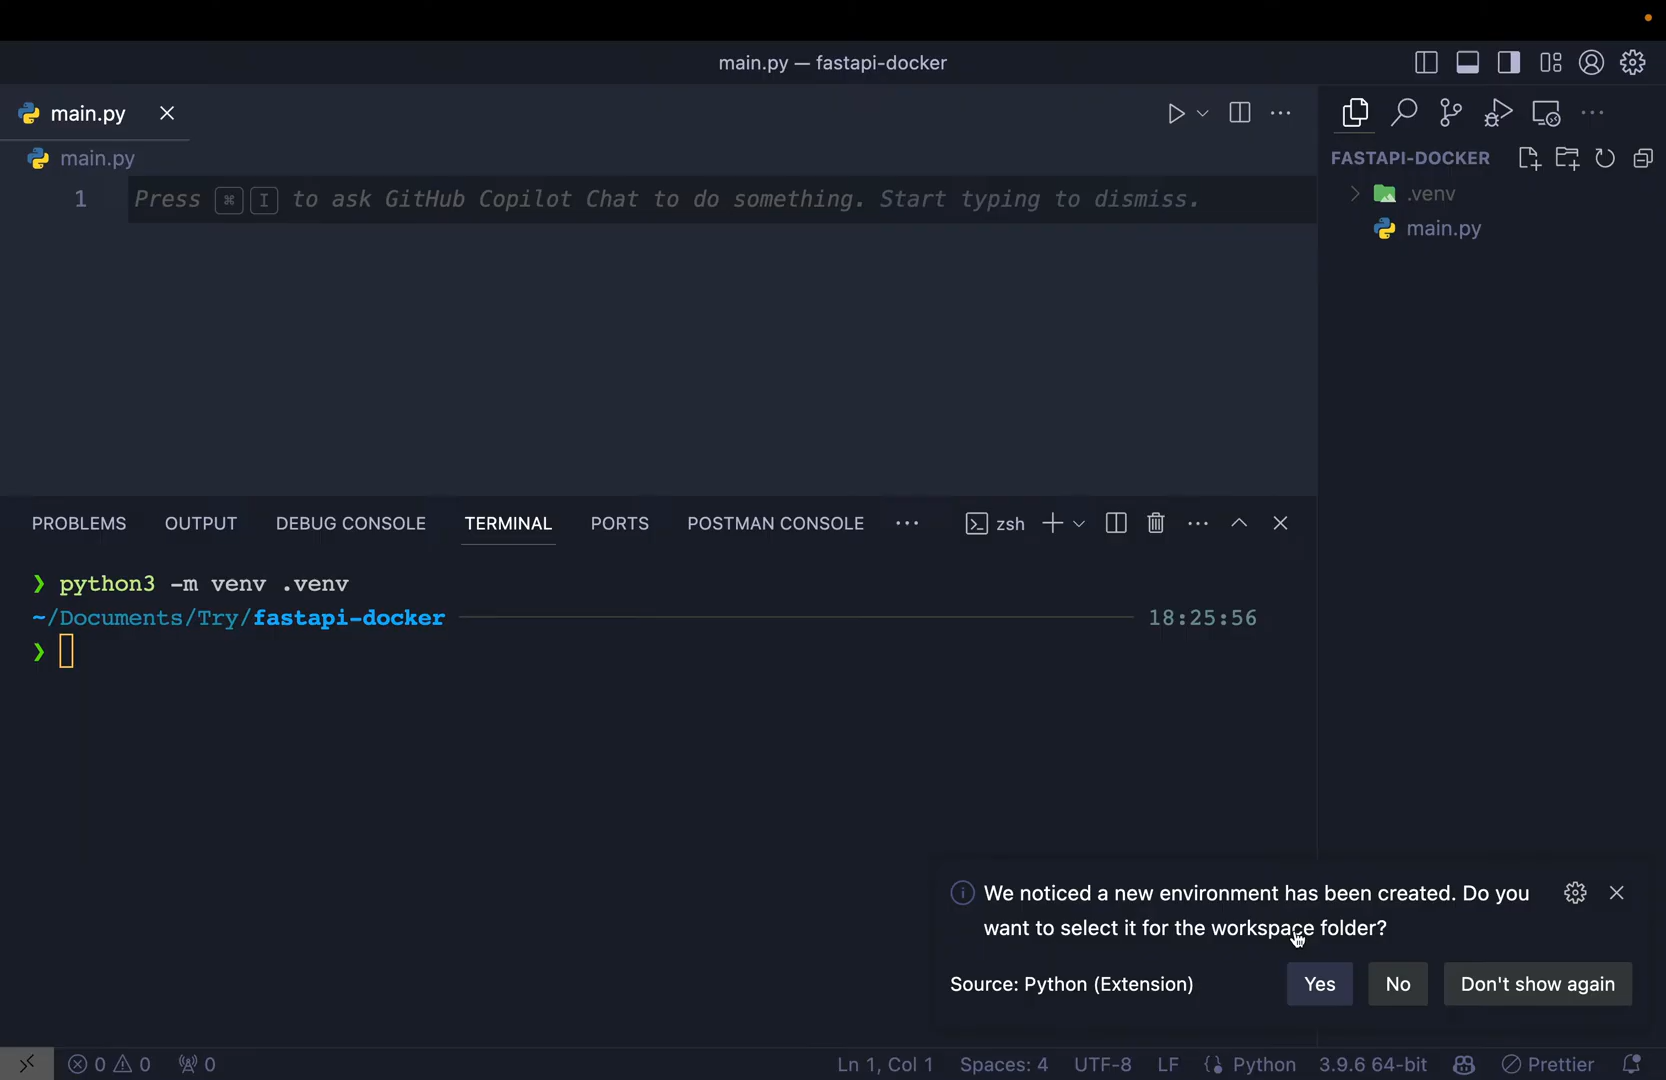 main.py — fastapi-docker
main.py
main.py
1 Press ⌘ I to ask GitHub Copilot Chat to do something. Start typing to dismiss.
FASTAPI-DOCKER
.venv
main.py
PROBLEMS OUTPUT DEBUG CONSOLE TERMINAL PORTS POSTMAN CONSOLE ··· zsh
❯ python3 -m venv .venv
~/Documents/Try/fastapi-docker 18:25:56
❯
We noticed a new environment has been created. Do you
want to select it for the workspace folder?
Source: Python (Extension) Yes No Don't show again
0 0 0 Ln 1, Col 1 Spaces: 4 UTF-8 LF Python 3.9.6 64-bit Prettier